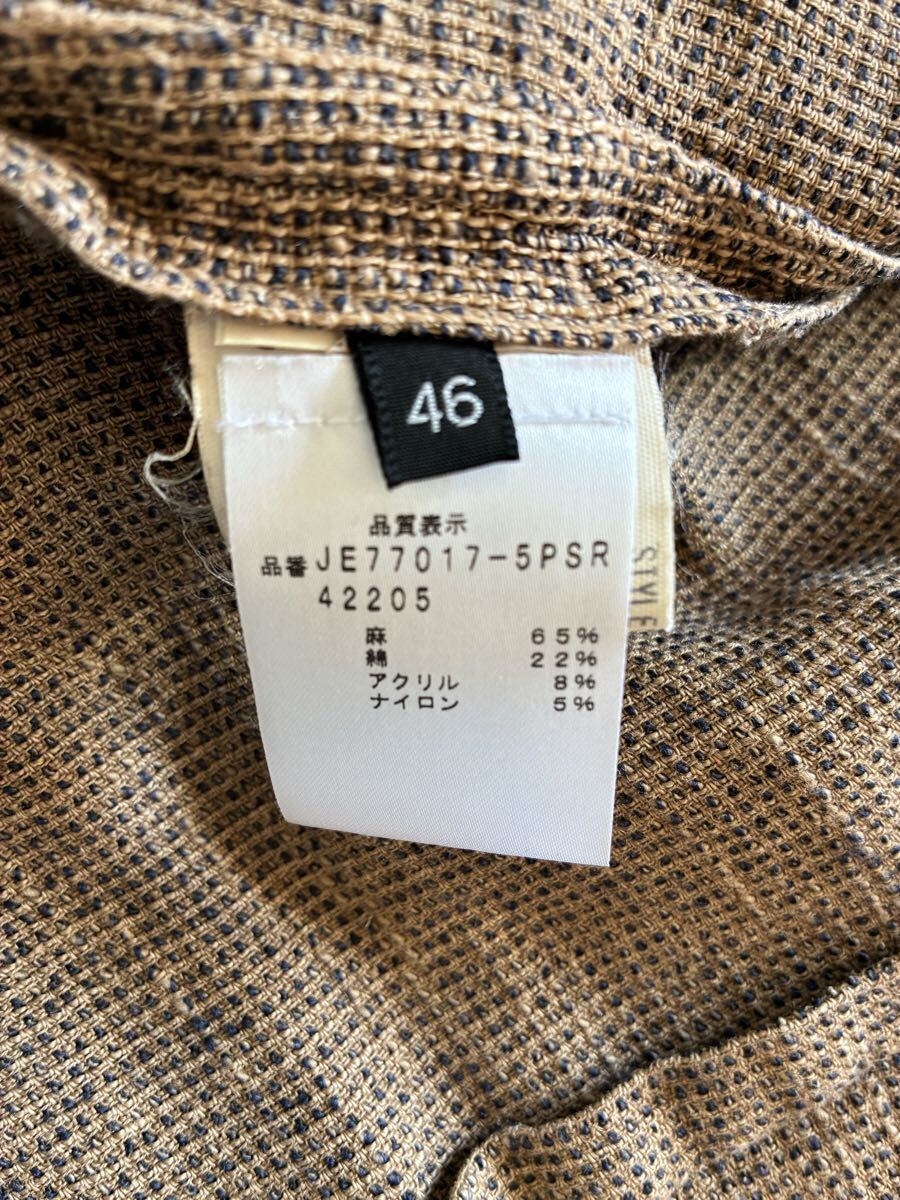 46
品質表示
品番 JE77017-5PSR
42205
麻 65%
綿 22%
アクリル 8%
ナイロン 5%
STYLE